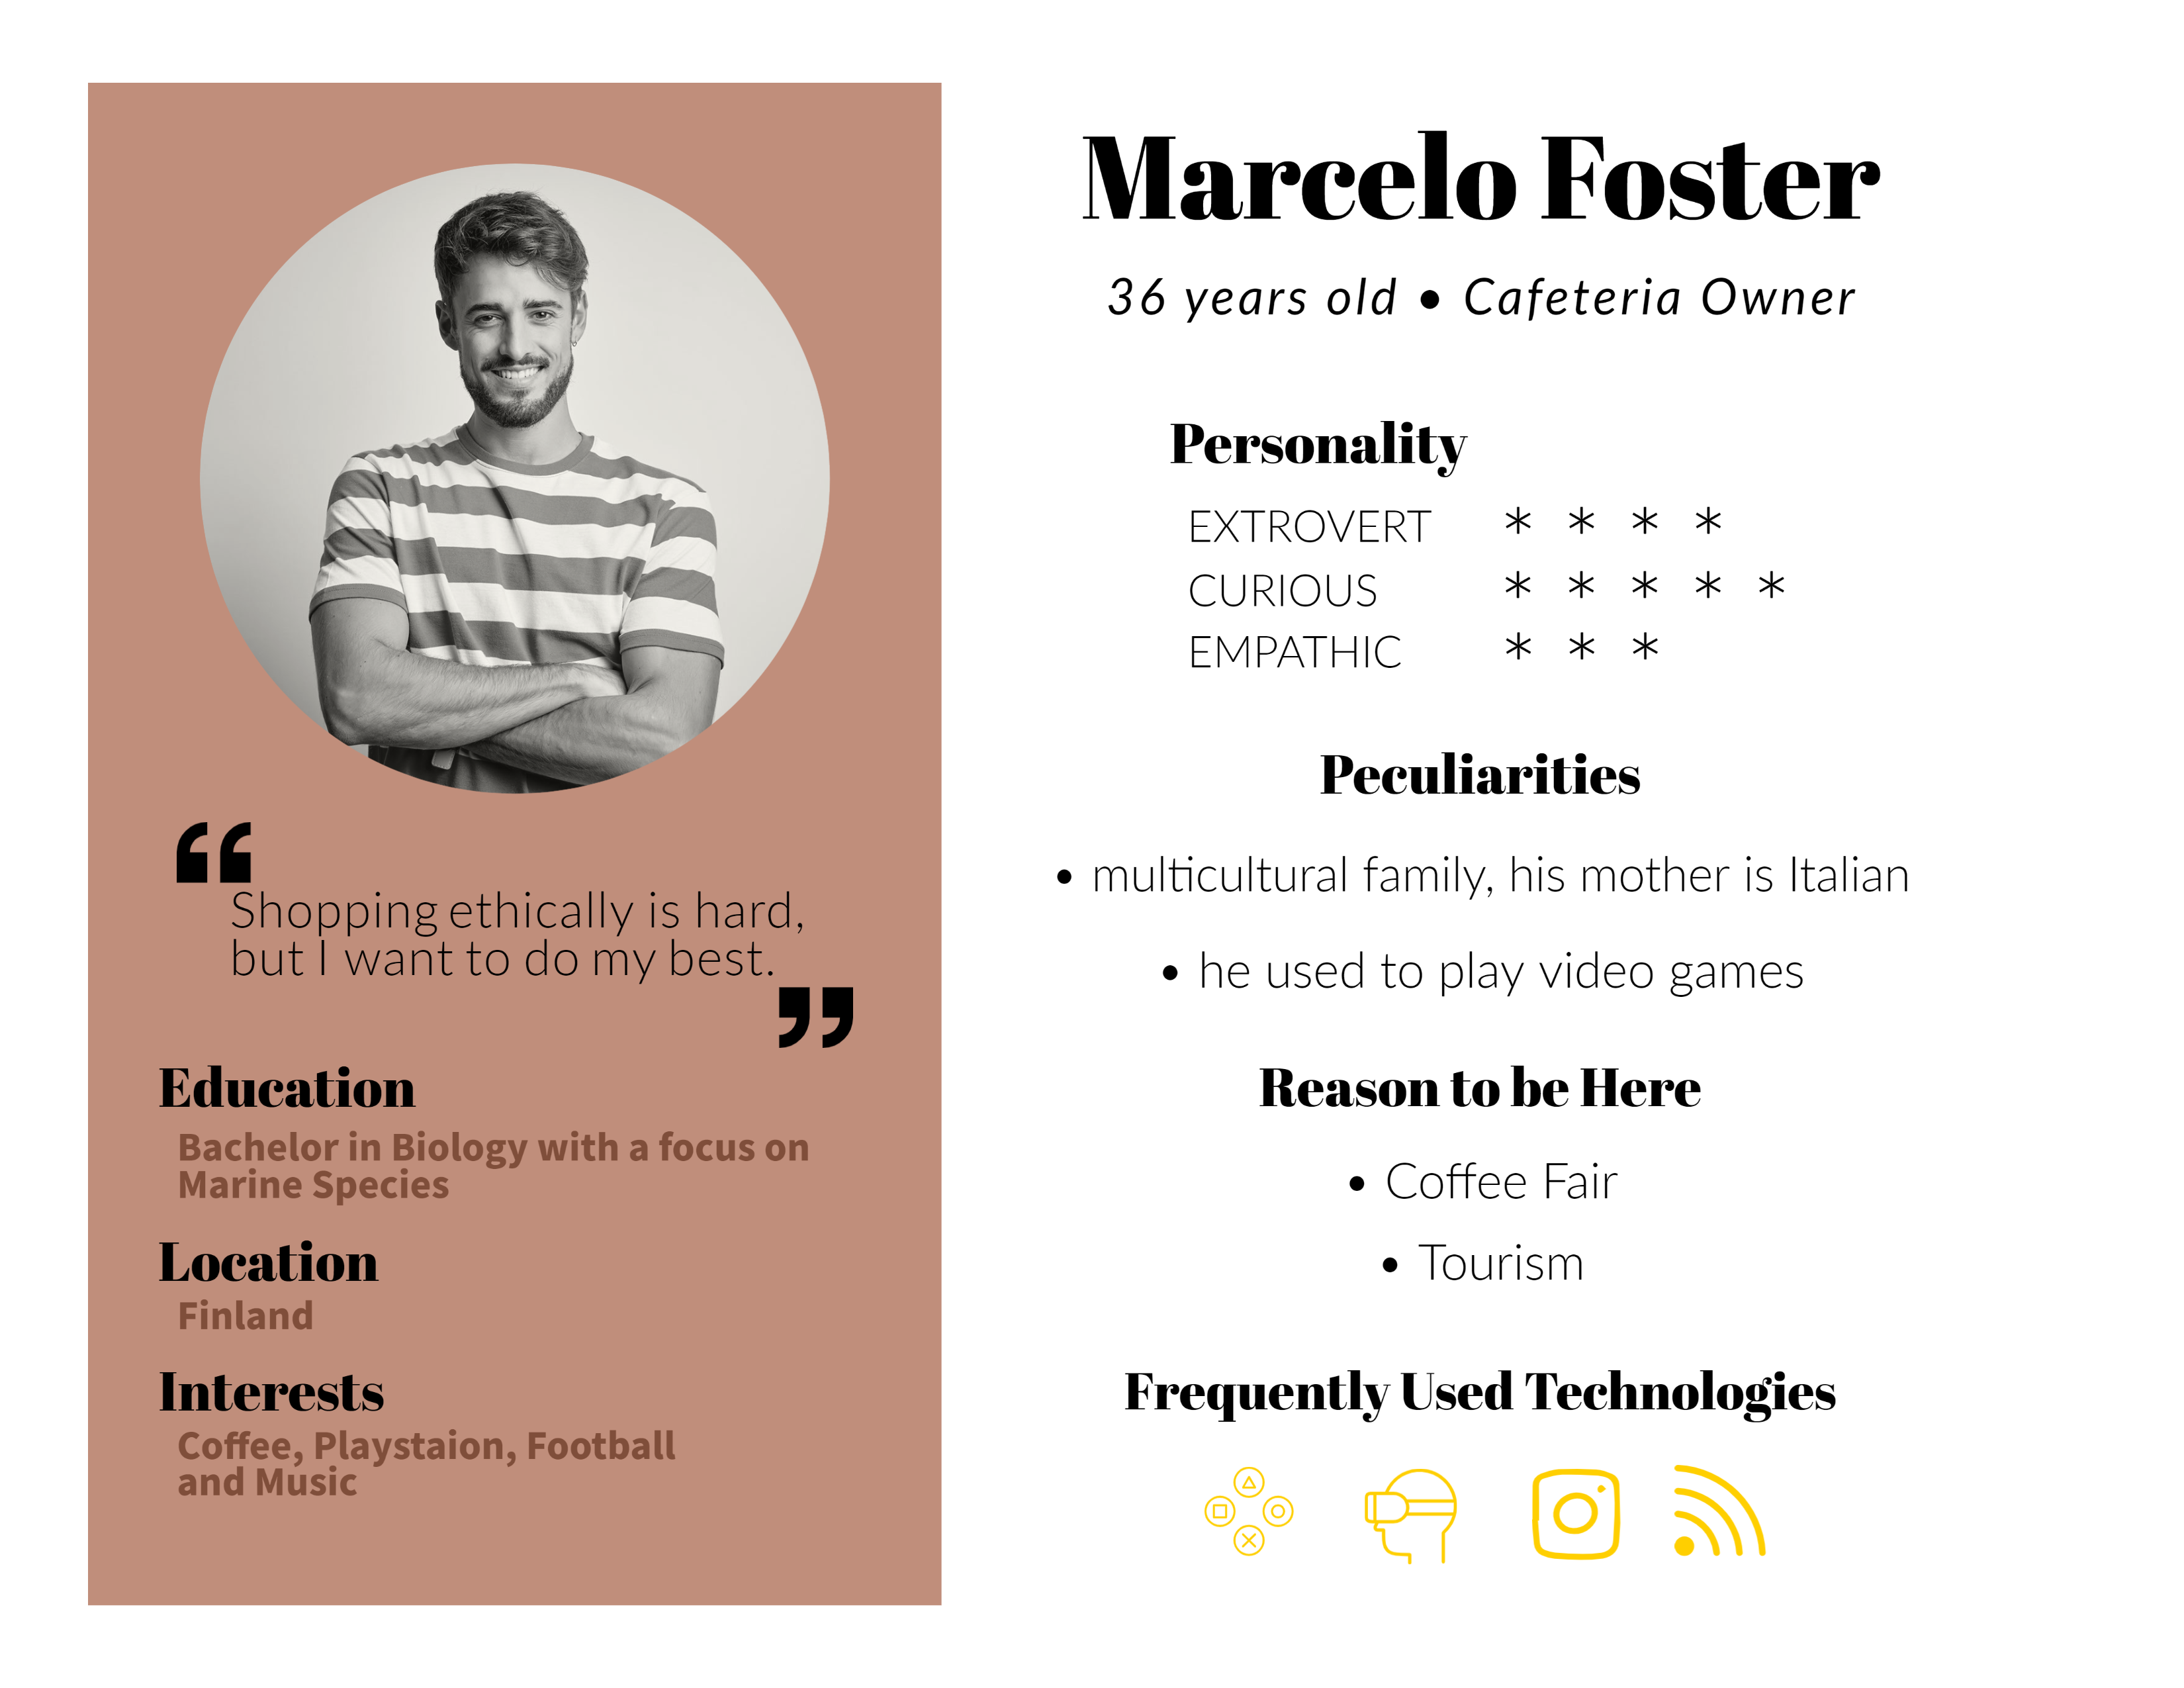 Marcelo Foster
36 years old • Cafeteria Owner
Personality
EXTROVERT * * * *
CURIOUS * * * * *
EMPATHIC * * *
Peculiarities
• multicultural family, his mother is Italian
• he used to play video games
Reason to be Here
• Coffee Fair
• Tourism
Frequently Used Technologies
“Shopping ethically is hard,
but I want to do my best.”
Education
Bachelor in Biology with a focus on
Marine Species
Location
Finland
Interests
Coffee, Playstaion, Football
and Music